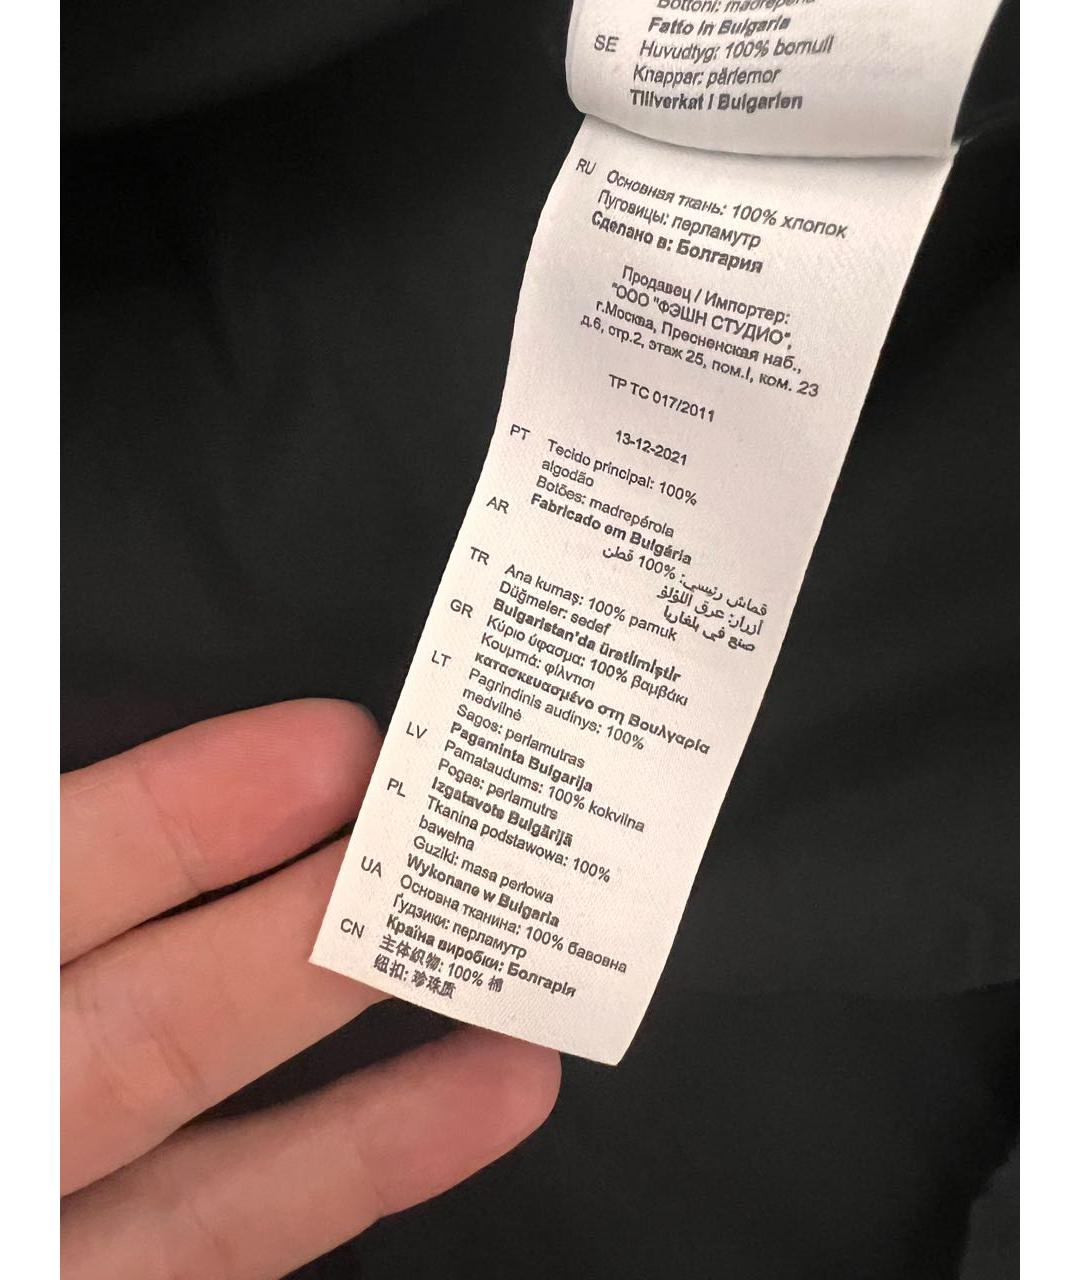 Bottoni: madreperla
Fatto in Bulgaria
SE Huvudtyg: 100% bomull
Knappar: pärlemor
Tillverkat i Bulgarien
RU Основная ткань: 100% хлопок
Пуговицы: перламутр
Сделано в: Болгария
Продавец / Импортер:
"ООО "ФЭШН СТУДИО",
г.Москва, Пресненская наб.,
д.6, стр.2, этаж 25, пом.I, ком. 23
ТР ТС 017/2011
13-12-2021
PT Tecido principal: 100%
algodão
Botões: madrepérola
Fabricado em Bulgária
AR قماش رئيسي: 100% قطن
أزرار: عرق اللؤلؤ
صنع في بلغاريا
TR Ana kumaş: 100% pamuk
Düğmeler: sedef
Bulgaristan'da üretilmiştir
GR Κύριο ύφασμα: 100% βαμβάκι
Κουμπιά: φίλντισι
κατασκευασμένο στη Βουλγαρία
LT Pagrindinis audinys: 100%
medvilnė
Sagos: perlamutras
Pagaminta Bulgarija
LV Pamataudums: 100% kokvilna
Pogas: perlamutrs
Izgatavots Bulgārijā
PL Tkanina podstawowa: 100%
bawełna
Guziki: masa perłowa
Wykonane w Bulgaria
UA Основна тканина: 100% бавовна
Ґудзики: перламутр
Країна виробки: Болгарія
CN 主体织物: 100% 棉
纽扣: 珍珠质